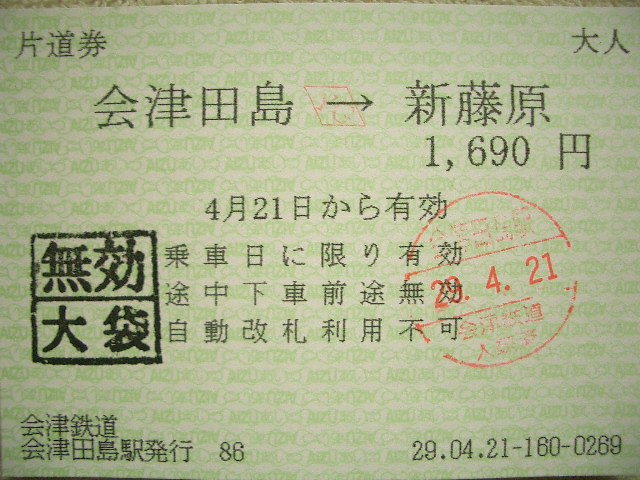 片道券 大人
会津田島 → 新藤原
1,690 円
4月21日から有効
乗車日に限り有効
途中下車前途無効
自動改札利用不可
無効
大袋
会津田島駅
29.4.21
会津鉄道
会津鉄道
会津田島駅発行 86
29.04.21-160-0269